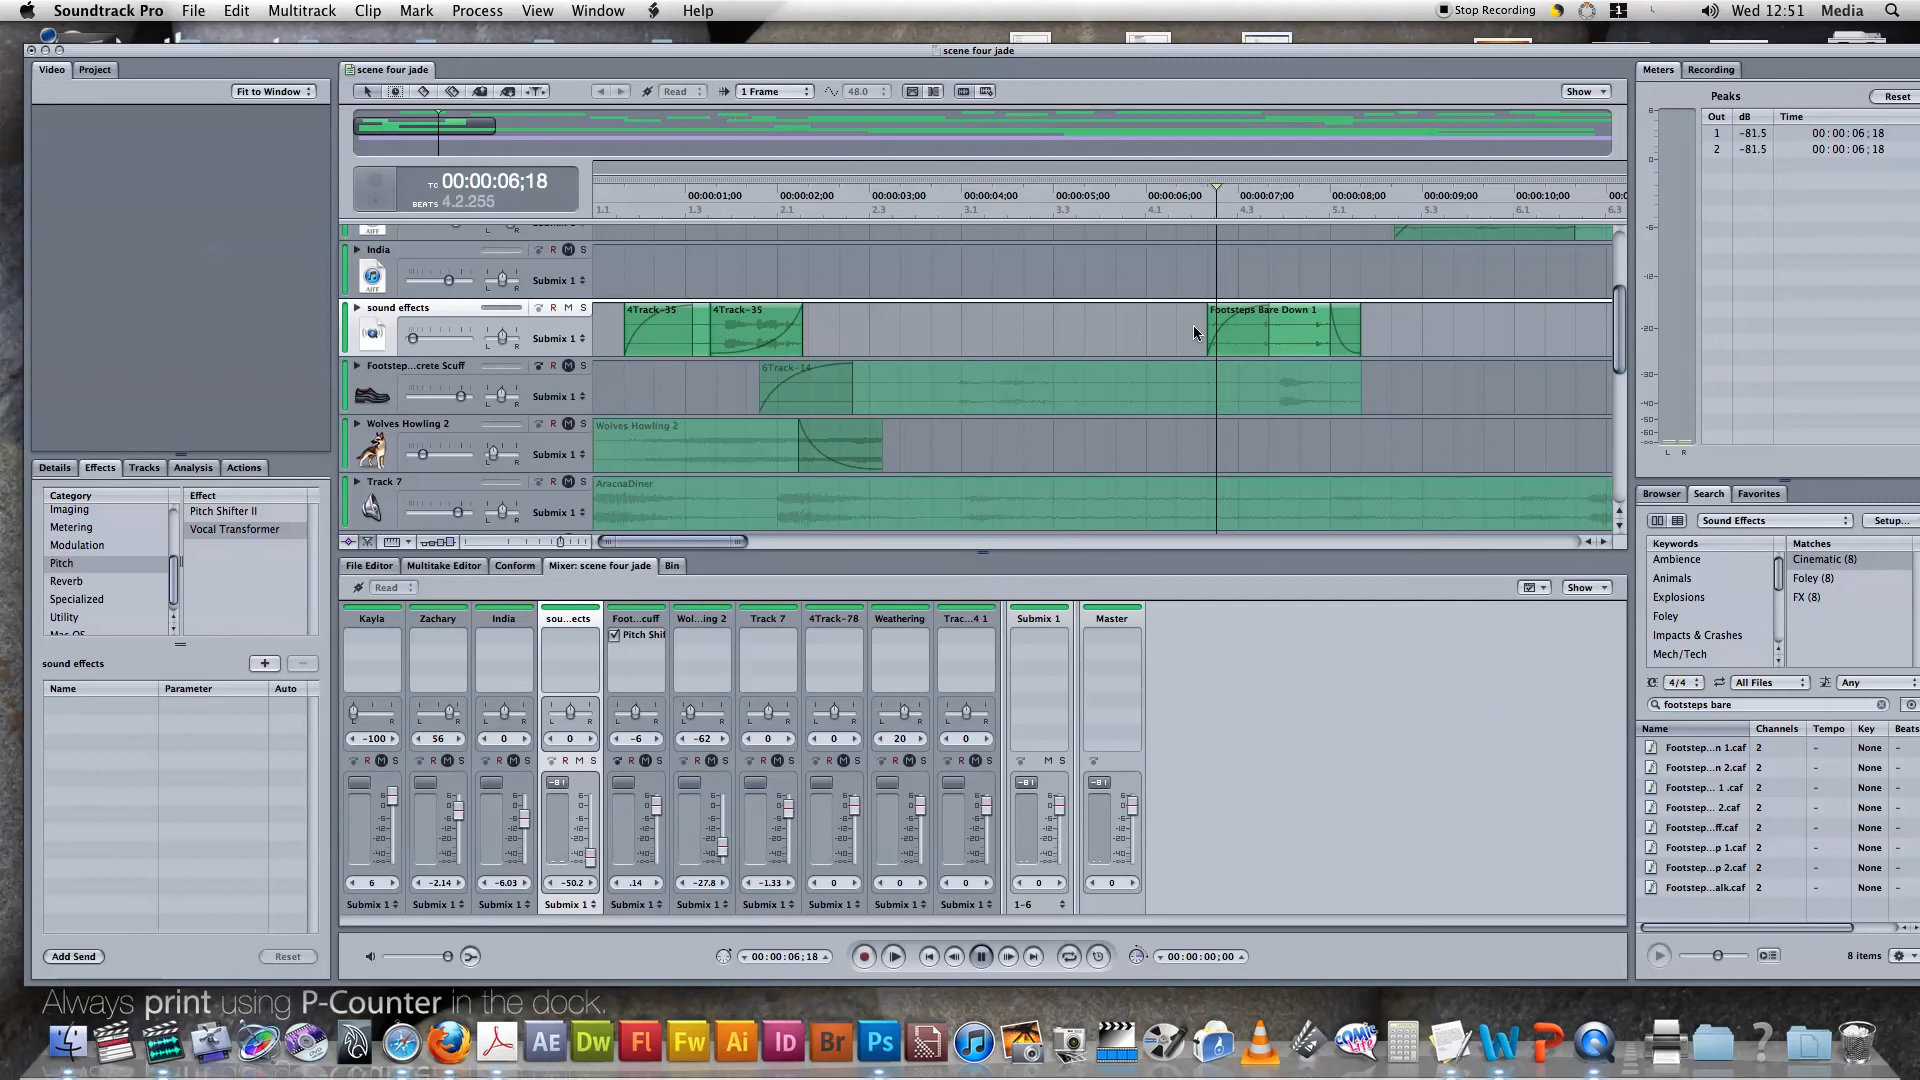 Soundtrack Pro File Edit Multitrack Clip Mark Process View Window Help Stop Recording 1 Wed 12:51 Media
scene four jade
Video Project
Fit to Window
scene four jade
Read 1 Frame 48.0 Show
TC 00:00:06;18
BEATS 4.2.255
00:00:01;00 00:00:02;00 00:00:03;00 00:00:04;00 00:00:05;00 00:00:06;00 00:00:07;00 00:00:08;00 00:00:09;00 00:00:10;00
1.1 1.3 2.1 2.3 3.1 3.3 4.1 4.3 5.1 5.3 6.1 6.3
India R M S
AIFF L R Submix 1
sound effects R M S
4Track-35 4Track-35 Footsteps Bare Down 1
L R Submix 1
Footstep...crete Scuff R M S
6Track-14
L R Submix 1
Wolves Howling 2 R M S
Wolves Howling 2
L R Submix 1
Track 7 R M S
AracnaDiner
L R Submix 1
Details Effects Tracks Analysis Actions
Category Effect
Imaging Pitch Shifter II
Metering Vocal Transformer
Modulation
Pitch
Reverb
Specialized
Utility
Mac OS
sound effects + −
Name Parameter Auto
Add Send Reset
File Editor Multitake Editor Conform Mixer: scene four jade Bin
Read Show
Kayla Zachary India sou...ects Foot...cuff Wol...ing 2 Track 7 4Track-78 Weathering Trac...4 1 Submix 1 Master
Pitch Shif
L R L R L R L R L R L R L R L R L R L R
-100 56 0 0 -6 -62 0 0 20 0
R M S R M S R M S R M S R M S R M S R M S R M S R M S R M S M S
-81 -81 -81
6 -2.14 -6.03 -50.2 .14 -27.8 -1.33 0 0 0 0 0
Submix 1 Submix 1 Submix 1 Submix 1 Submix 1 Submix 1 Submix 1 Submix 1 Submix 1 Submix 1 1-6
00:00:06;18 00:00:00;00
Meters Recording
Peaks Reset
Out dB Time
1 -81.5 00:00:06;18
2 -81.5 00:00:06;18
L R
Browser Search Favorites
Sound Effects Setup...
Keywords Matches
Ambience Cinematic (8)
Animals Foley (8)
Explosions FX (8)
Foley
Impacts & Crashes
Mech/Tech
4/4 All Files Any
footsteps bare
Name Channels Tempo Key Beats
Footstep...n 1.caf 2 - None -
Footstep...n 2.caf 2 - None -
Footstep... 1 .caf 2 - None -
Footstep... 2.caf 2 - None -
Footstep...ff.caf 2 - None -
Footstep...p 1.caf 2 - None -
Footstep...p 2.caf 2 - None -
Footstep...alk.caf 2 - None -
8 items
Always print using P-Counter in the dock.
AE Dw Fl Fw Ai ID Br Ps COMIC Life W P ?